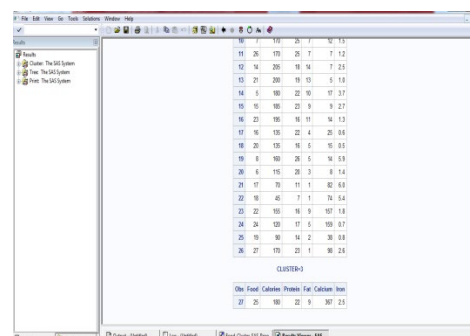 File Edit View Go Tools Solutions Window Help
Results
Results
Cluster: The SAS System
Tree: The SAS System
Print: The SAS System
10 7 170 25 7 12 1.5
11 26 170 25 7 7 1.2
12 14 205 18 14 7 2.5
13 21 200 19 13 5 1.0
14 5 180 22 10 17 3.7
15 15 185 23 9 9 2.7
16 23 195 16 11 14 1.3
17 16 135 22 4 25 0.6
18 20 135 16 5 15 0.5
19 8 160 26 5 14 5.9
20 6 115 20 3 8 1.4
21 17 70 11 1 82 6.0
22 18 45 7 1 74 5.4
23 22 155 16 9 157 1.8
24 24 120 17 5 159 0.7
25 19 90 14 2 38 0.8
26 27 170 23 1 98 2.6
CLUSTER=3
Obs Food Calories Protein Fat Calcium Iron
27 25 180 22 9 367 2.5